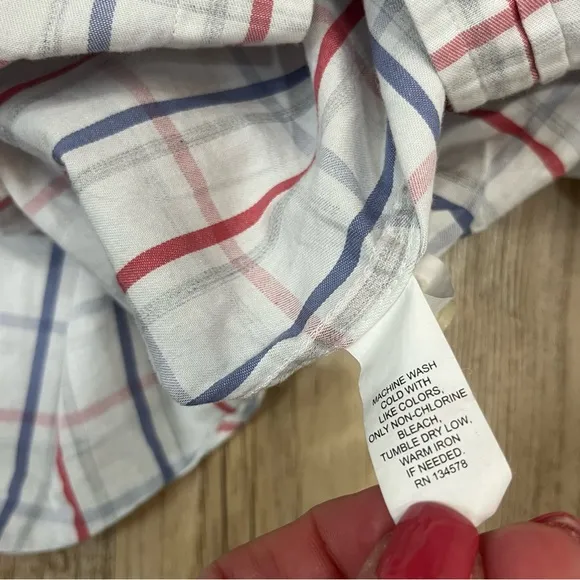 MACHINE WASH
COLD WITH
LIKE COLORS,
ONLY NON-CHLORINE
BLEACH,
TUMBLE DRY LOW,
WARM IRON
IF NEEDED.
RN 134578